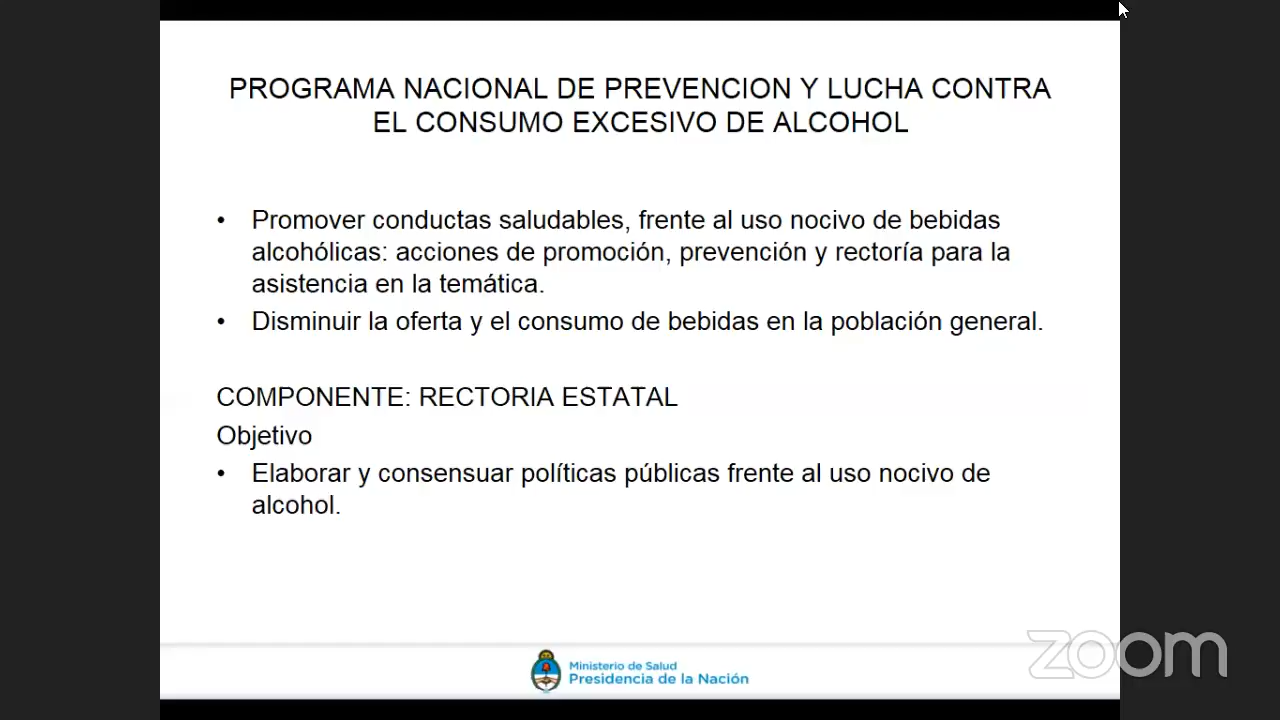 PROGRAMA NACIONAL DE PREVENCION Y LUCHA CONTRA
EL CONSUMO EXCESIVO DE ALCOHOL
• Promover conductas saludables, frente al uso nocivo de bebidas
alcohólicas: acciones de promoción, prevención y rectoría para la
asistencia en la temática.
• Disminuir la oferta y el consumo de bebidas en la población general.
COMPONENTE: RECTORIA ESTATAL
Objetivo
• Elaborar y consensuar políticas públicas frente al uso nocivo de
alcohol.
Ministerio de Salud
Presidencia de la Nación
zoom